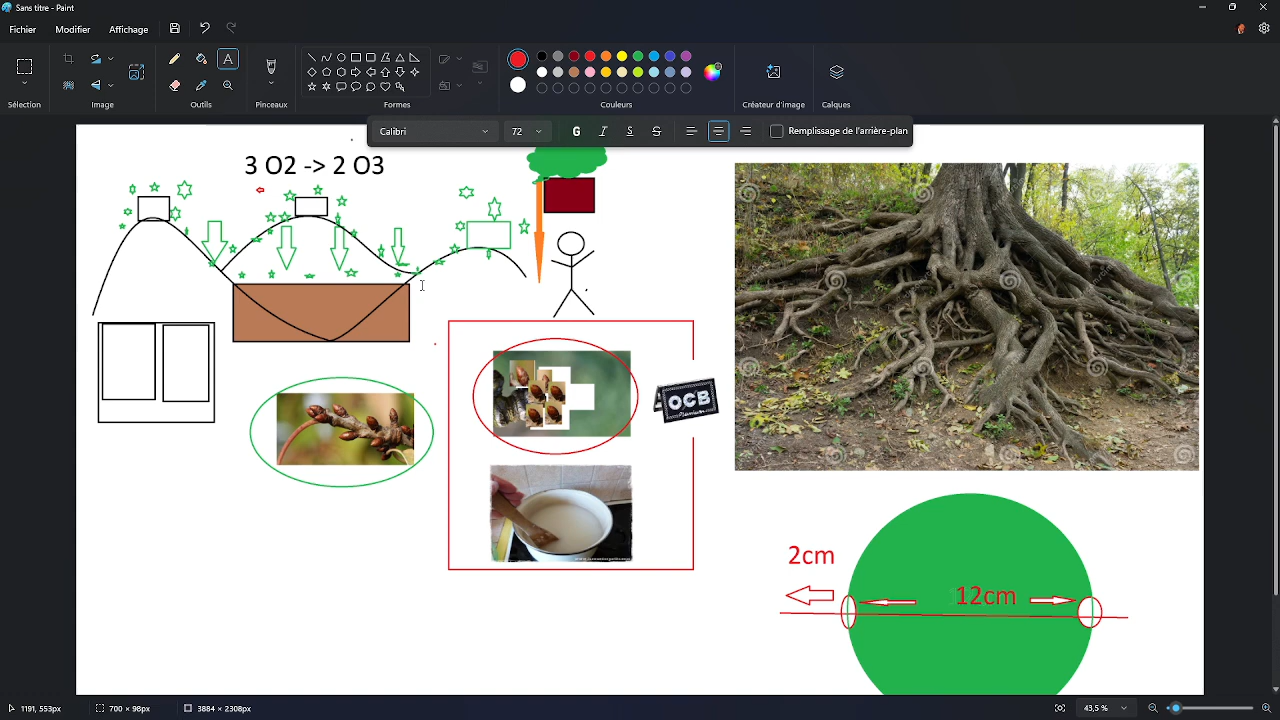 Sans titre - Paint
Fichier Modifier Affichage
Sélection Image Outils Pinceaux Formes Couleurs Créateur d'image Calques
Calibri 72 G I S S Remplissage de l'arrière-plan
3 O2 -> 2 O3
OCB
Premium
2cm
12cm
1191, 553px 700 × 98px 3884 × 2308px 43,5 %